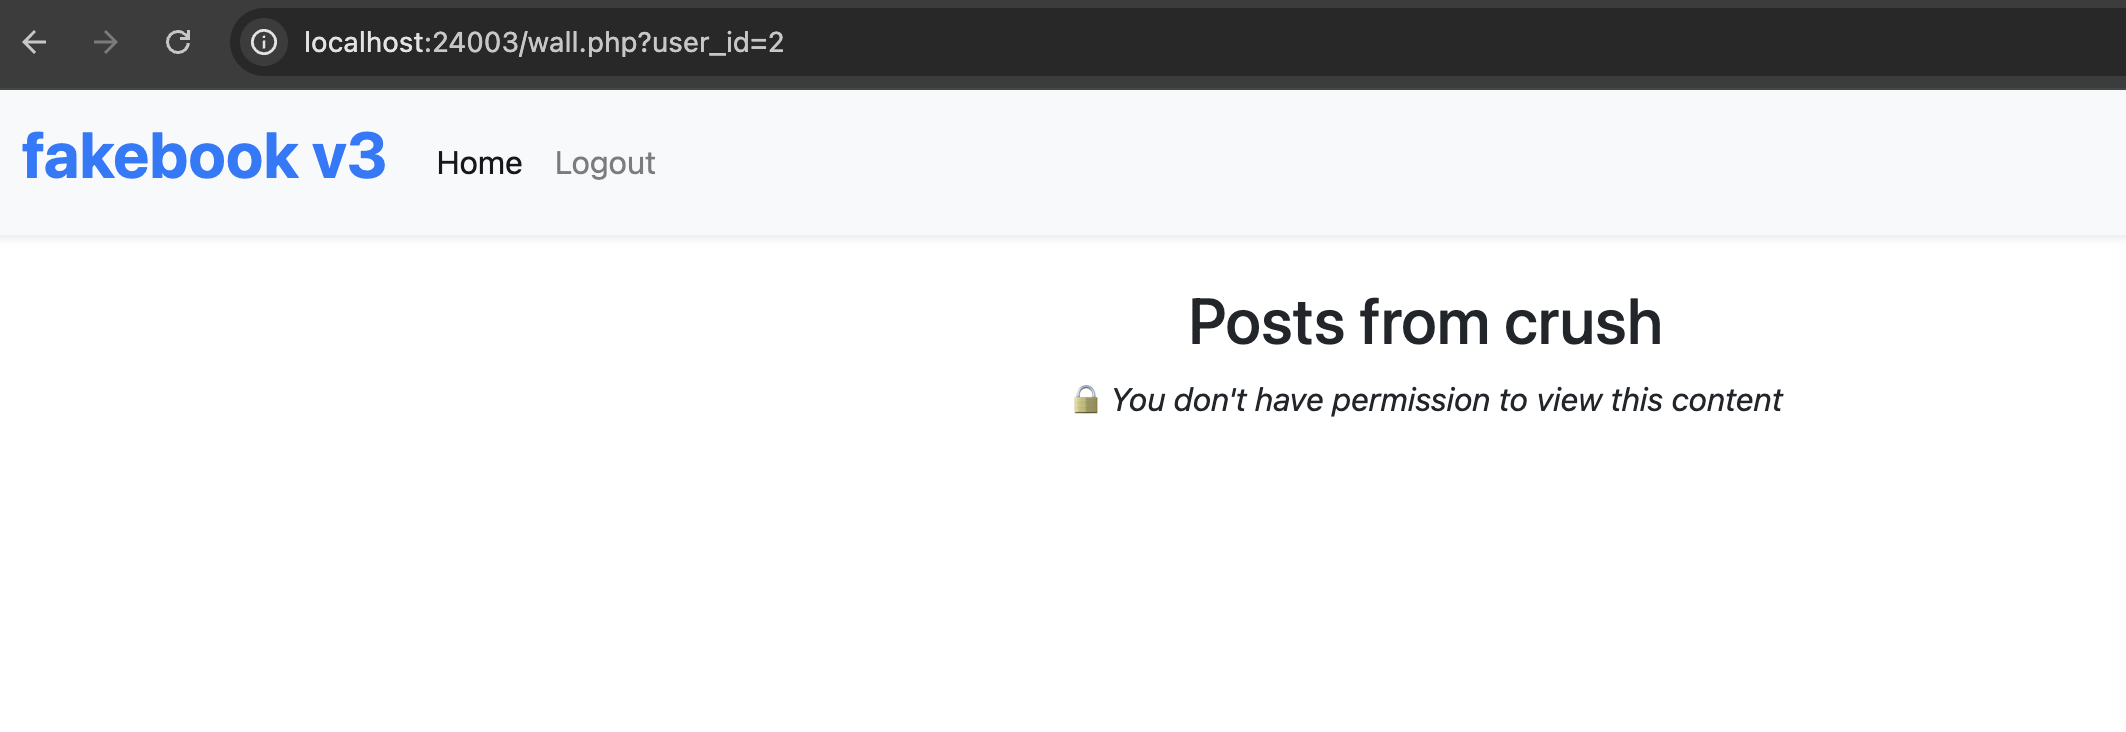 localhost:24003/wall.php?user_id=2
fakebook v3 Home Logout
Posts from crush
🔒 You don't have permission to view this content